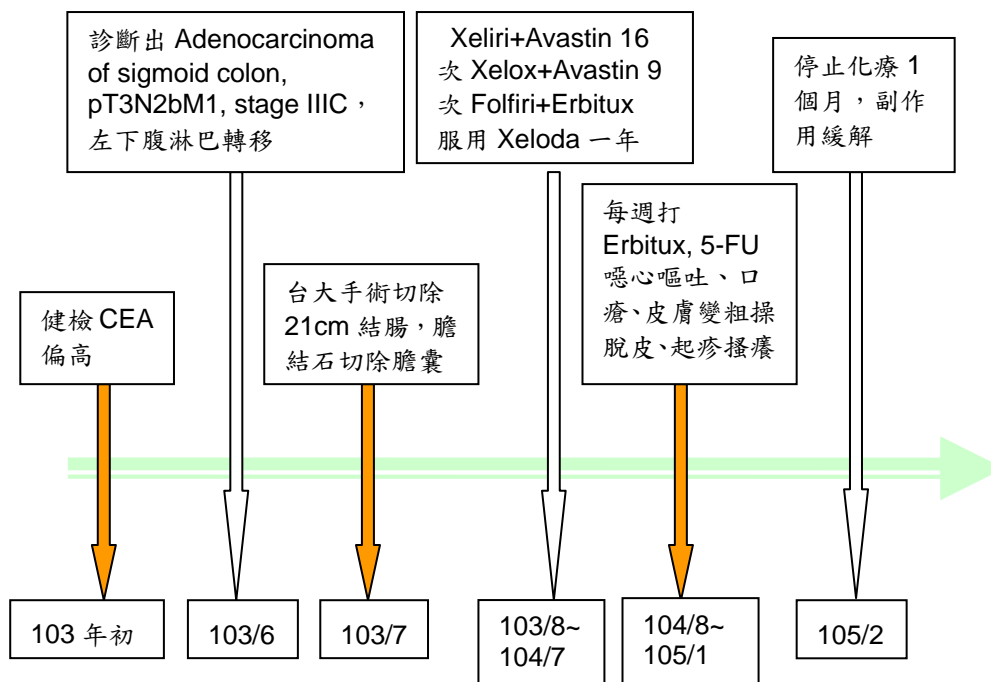 診斷出 Adenocarcinoma
of sigmoid colon,
pT3N2bM1, stage IIIC，
左下腹淋巴轉移
Xeliri+Avastin 16
次 Xelox+Avastin 9
次 Folfiri+Erbitux
服用 Xeloda 一年
停止化療 1
個月，副作
用緩解
健檢 CEA
偏高
台大手術切除
21cm 結腸，膽
結石切除膽囊
每週打
Erbitux, 5-FU
噁心嘔吐、口
瘡、皮膚變粗操
脫皮、起疹搔癢
103 年初
103/6
103/7
103/8~
104/7
104/8~
105/1
105/2